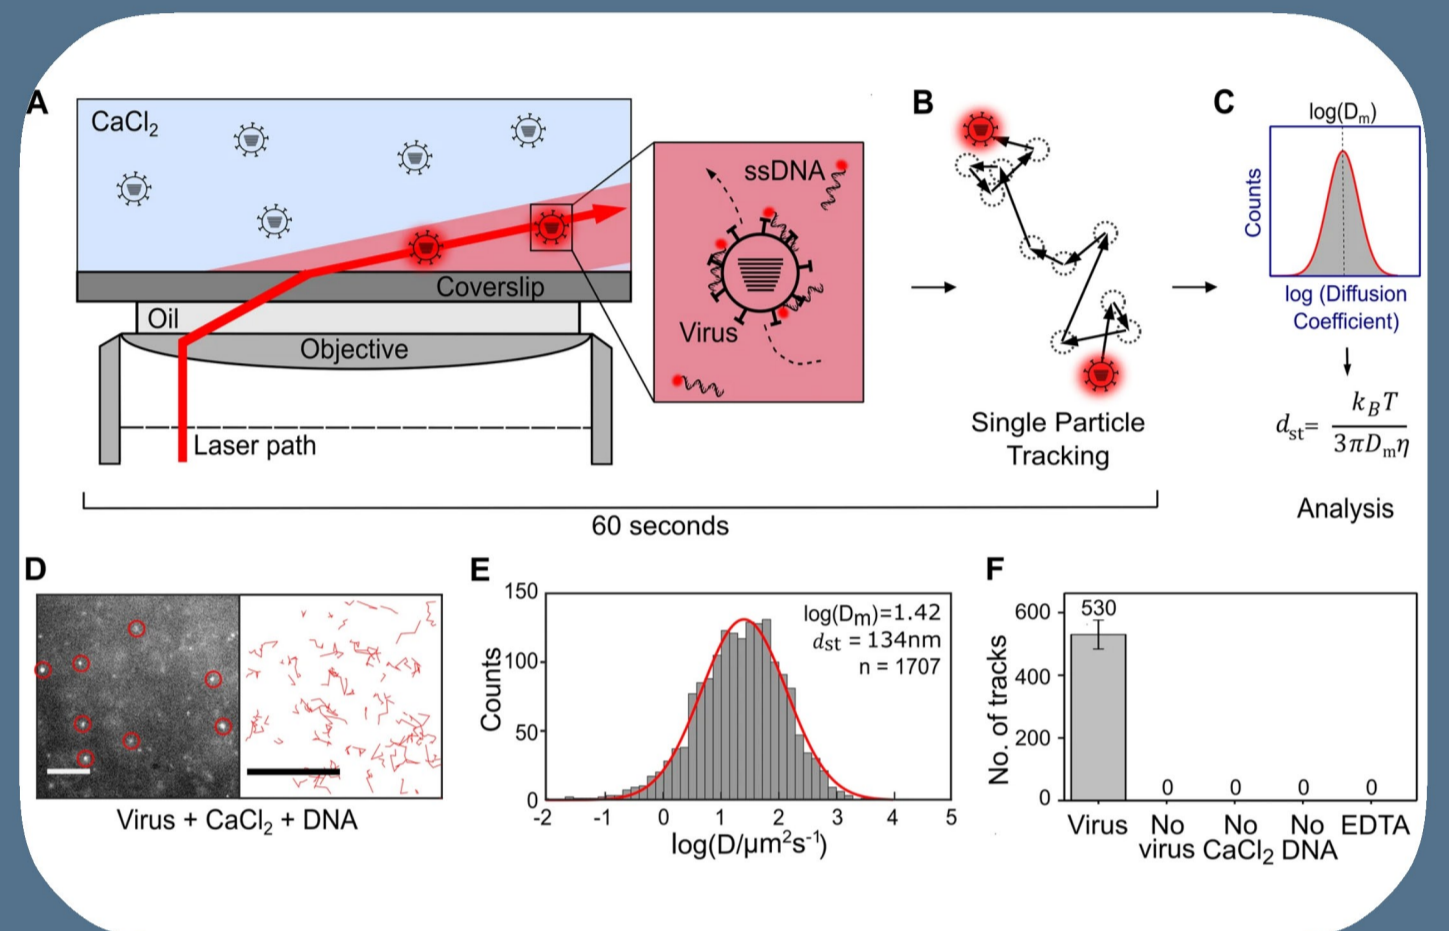 A
CaCl₂
ssDNA
Virus
Coverslip
Oil
Objective
Laser path
60 seconds
B
Single Particle
Tracking
C
log(Dₘ)
Counts
log (Diffusion
Coefficient)
dst= kBT / 3πDmη
Analysis
D
Virus + CaCl₂ + DNA
E
150
100
50
0
Counts
log(Dm)=1.42
dst = 134nm
n = 1707
-2 -1 0 1 2 3 4 5
log(D/µm²s⁻¹)
F
600
400
200
0
No. of tracks
530
0 0 0 0
Virus No No No EDTA
virus CaCl₂ DNA